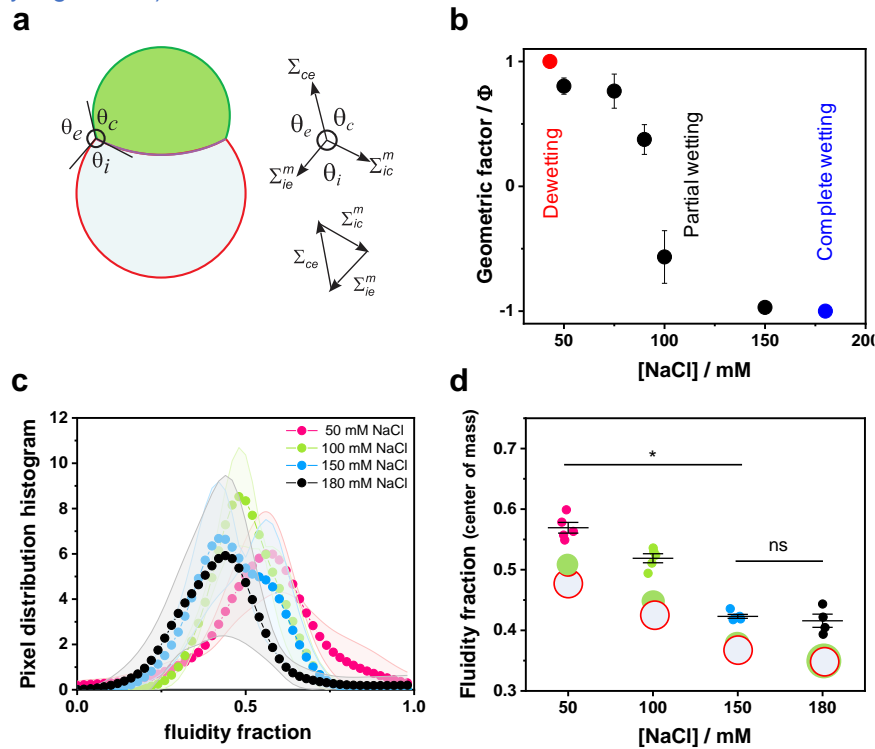 a
θc
θe
θi
Σce
θe
θc
Σᵐie
θi
Σᵐic
Σᵐic
Σce
Σᵐie
b
Geometric factor / Φ
1
0
-1
50
100
150
200
[NaCl] / mM
Dewetting
Partial wetting
Complete wetting
c
Pixel distribution histogram
12
10
8
6
4
2
0
0.0
0.5
1.0
fluidity fraction
50 mM NaCl
100 mM NaCl
150 mM NaCl
180 mM NaCl
d
Fluidity fraction (center of mass)
0.7
0.6
0.5
0.4
0.3
*
ns
50
100
150
180
[NaCl] / mM